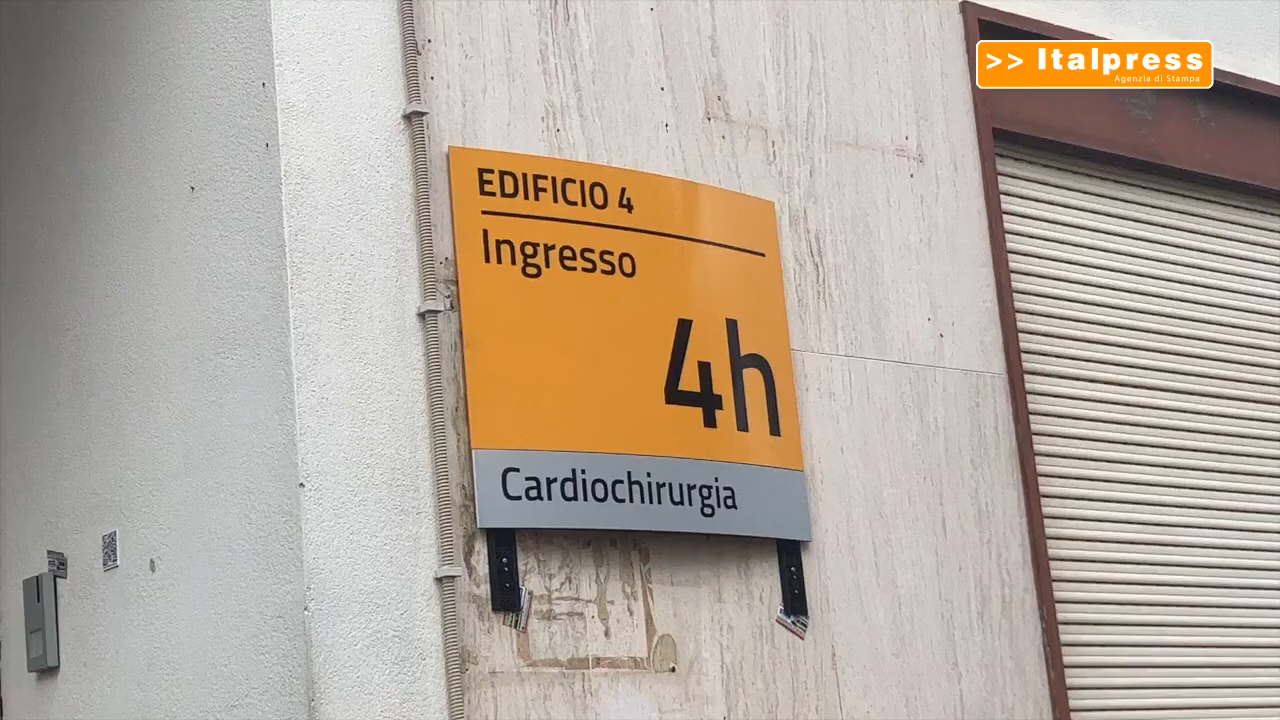 >> Italpress
Agenzia di Stampa
EDIFICIO 4
Ingresso
4h
Cardiochirurgia